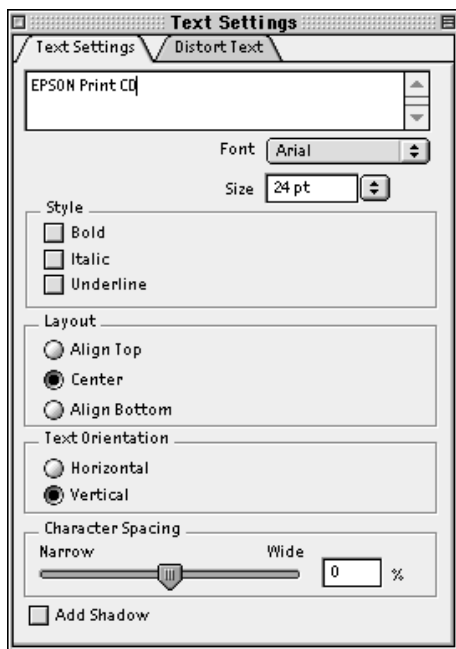 Text Settings
Text Settings Distort Text
EPSON Print CD
Font Arial
Size 24 pt
Style
Bold
Italic
Underline
Layout
Align Top
Center
Align Bottom
Text Orientation
Horizontal
Vertical
Character Spacing
Narrow Wide
0 %
Add Shadow